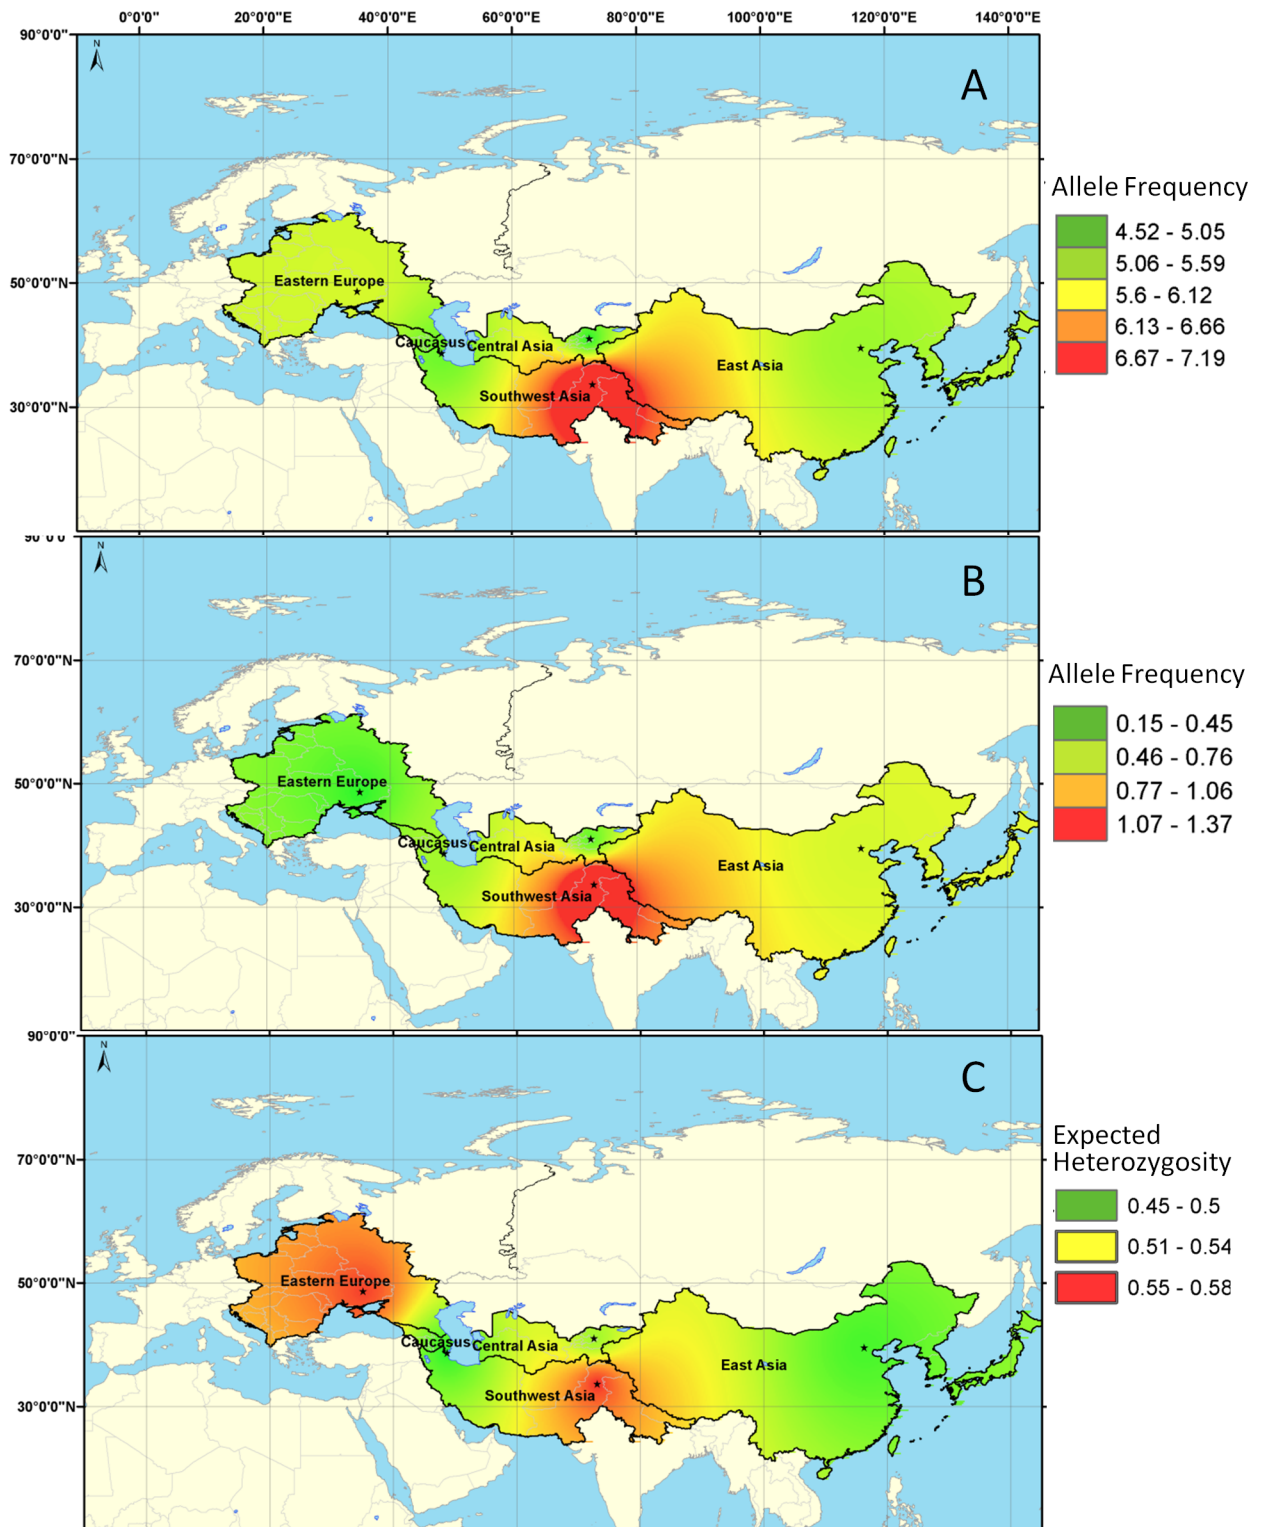 0°0'0" 20°0'0"E 40°0'0"E 60°0'0"E 80°0'0"E 100°0'0"E 120°0'0"E 140°0'0"E
90°0'0"
N
A
70°0'0"N
50°0'0"N
30°0'0"N
Eastern Europe
Caucasus
Central Asia
East Asia
Southwest Asia
Allele Frequency
4.52 - 5.05
5.06 - 5.59
5.6 - 6.12
6.13 - 6.66
6.67 - 7.19
N
B
70°0'0"N
50°0'0"N
30°0'0"N
Eastern Europe
Caucasus
Central Asia
East Asia
Southwest Asia
Allele Frequency
0.15 - 0.45
0.46 - 0.76
0.77 - 1.06
1.07 - 1.37
90°0'0"
N
C
70°0'0"N
50°0'0"N
30°0'0"N
Eastern Europe
Caucasus
Central Asia
East Asia
Southwest Asia
Expected
Heterozygosity
0.45 - 0.5
0.51 - 0.54
0.55 - 0.58